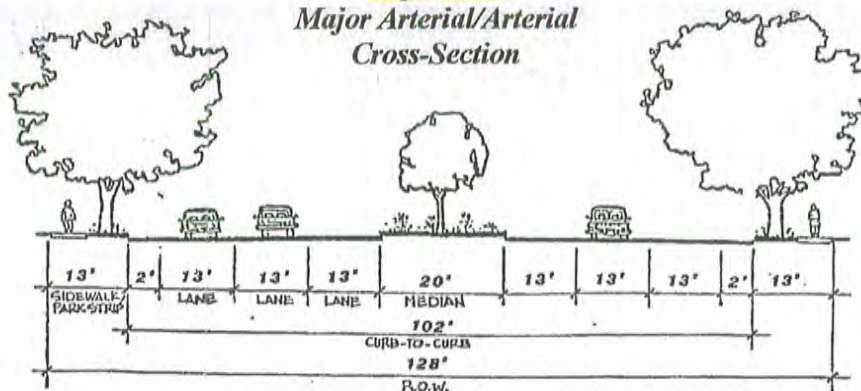 Major Arterial/Arterial
Cross-Section
13' 2' 13' 13' 13' 20' 13' 13' 13' 2' 13'
SIDEWALK/ LANE LANE LANE MEDIAN
PARKSTRIP
102'
CURB-TO-CURB
128'
R.O.W.